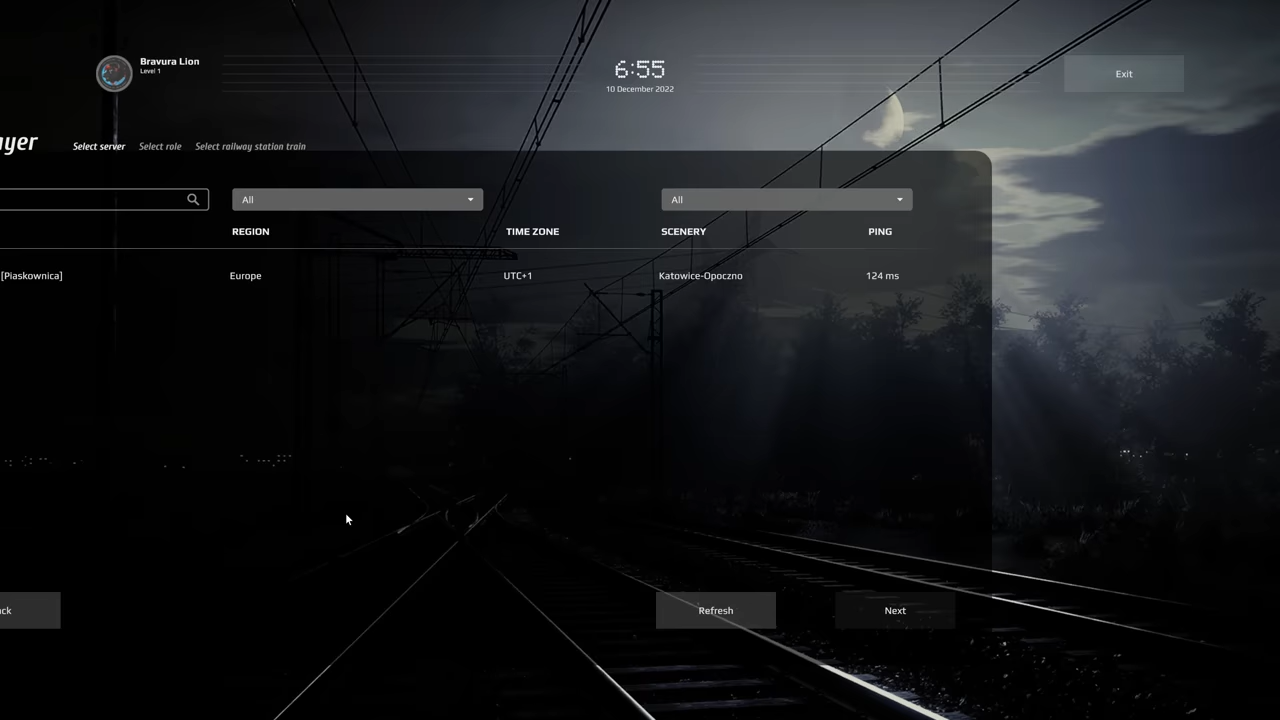 Bravura Lion
Level 1
6:55
10 December 2022
Exit
ayer
Select server Select role Select railway station train
All All
REGION TIME ZONE SCENERY PING
[Piaskownica] Europe UTC+1 Katowice-Opoczno 124 ms
ck Refresh Next